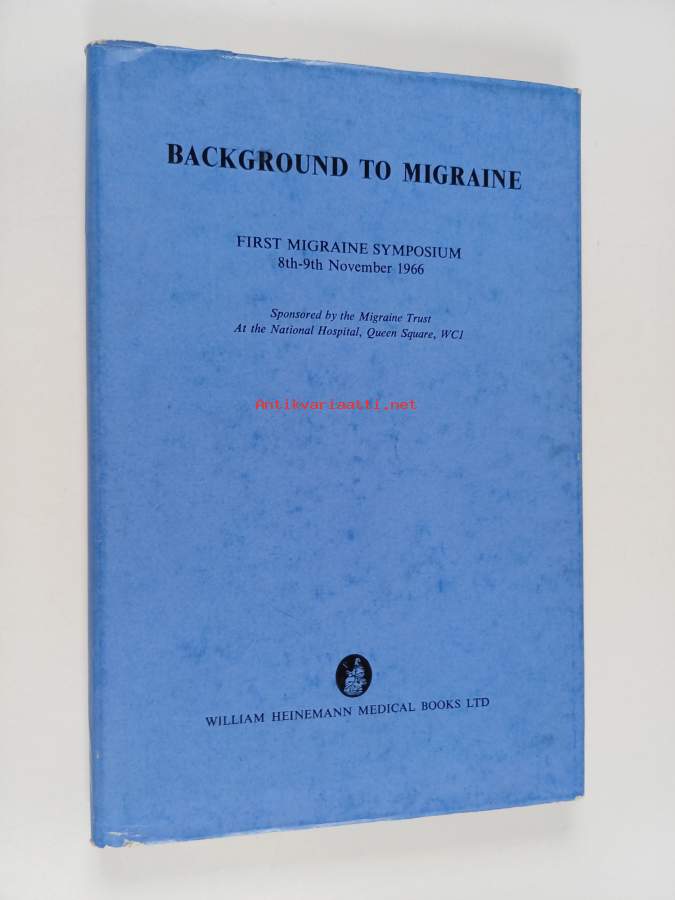 BACKGROUND TO MIGRAINE
FIRST MIGRAINE SYMPOSIUM
8th-9th November 1966
Sponsored by the Migraine Trust
At the National Hospital, Queen Square, WC1
Antikvariaatti.net
WILLIAM HEINEMANN MEDICAL BOOKS LTD